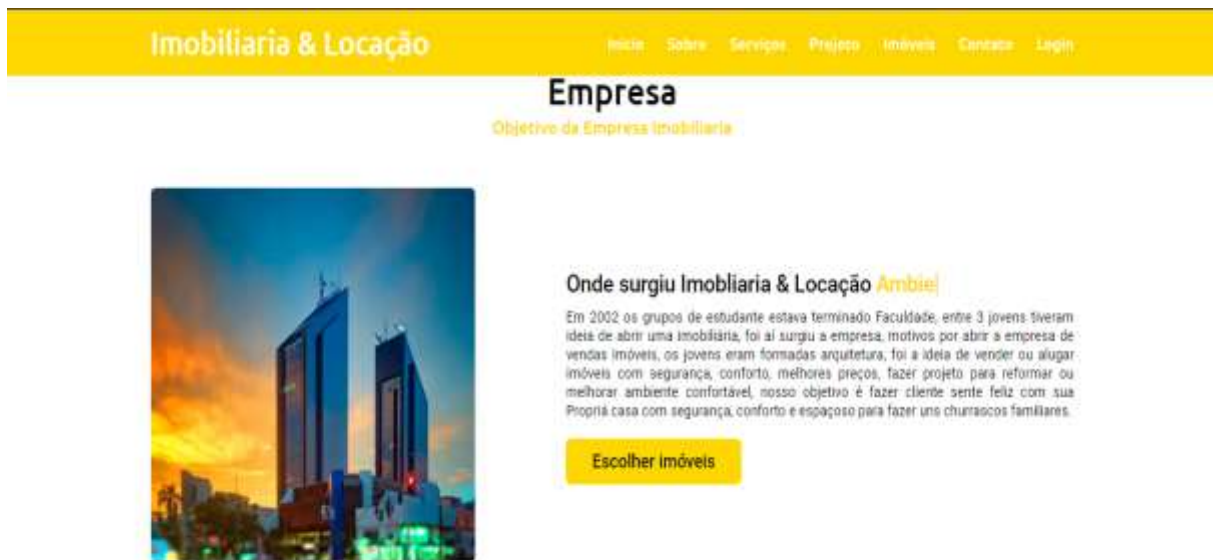 Imobiliaria & Locação
Inicio Sobre Serviços Projeto Imóveis Contato Login
Empresa
Objetivo da Empresa Imobiliaria
Onde surgiu Imobliaria & Locação Ambie
Em 2002 os grupos de estudante estava terminado Faculdade, entre 3 jovens tiveram
ideia de abrir uma imobiliária, foi aí surgiu a empresa, motivos por abrir a empresa de
vendas imóveis, os jovens eram formadas arquitetura, foi a ideia de vender ou alugar
imóveis com segurança, conforto, melhores preços, fazer projeto para reformar ou
melhorar ambiente confortável, nosso objetivo é fazer cliente sente feliz com sua
Propriá casa com segurança, conforto e espaçoso para fazer uns churrascos familiares.
Escolher imóveis